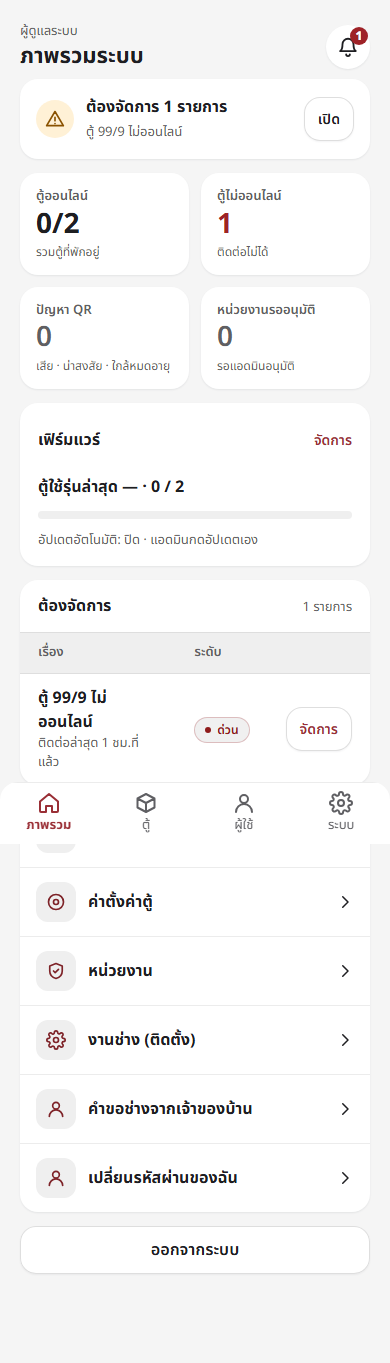 ผู้ดูแลระบบ
ภาพรวมระบบ
1
ต้องจัดการ 1 รายการ
ตู้ 99/9 ไม่ออนไลน์
เปิด
ตู้ออนไลน์
0/2
รวมตู้ที่พักอยู่
ตู้ไม่ออนไลน์
1
ติดต่อไม่ได้
ปัญหา QR
0
เสีย · น่าสงสัย · ใกล้หมดอายุ
หน่วยงานรออนุมัติ
0
รอแอดมินอนุมัติ
เฟิร์มแวร์
จัดการ
ตู้ใช้รุ่นล่าสุด — · 0 / 2
อัปเดตอัตโนมัติ: ปิด · แอดมินกดอัปเดตเอง
ต้องจัดการ
1 รายการ
เรื่อง
ระดับ
ตู้ 99/9 ไม่
ออนไลน์
ติดต่อล่าสุด 1 ชม.ที่
แล้ว
ด่วน
จัดการ
ภาพรวม
ตู้
ผู้ใช้
ระบบ
ค่าตั้งค่าตู้
หน่วยงาน
งานช่าง (ติดตั้ง)
คำขอช่างจากเจ้าของบ้าน
เปลี่ยนรหัสผ่านของฉัน
ออกจากระบบ